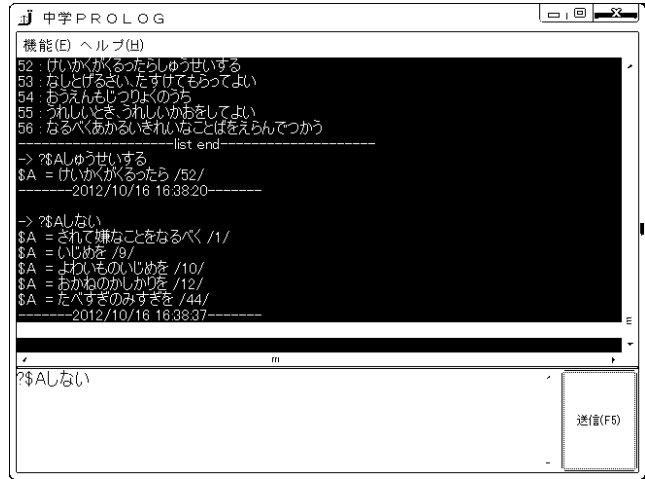 中学PROLOG
機能(E) ヘルプ(H)
52 : けいかくがくるったらしゅうせいする
53 : なしとげるさい、たすけてもらってよい
54 : おうえんもじつりょくのうち
55 : うれしいとき、うれしいかおをしてよい
56 : なるべくあかるいきれいなことばをえらんでつかう
----------------------list end----------------------
-> ?$Aしゅうせいする
$A = けいかくがくるったら /52/
-------2012/10/16 16:38:20-------
-> ?$Aしない
$A = されて嫌なことをなるべく /1/
$A = いじめを /9/
$A = よわいものいじめを /10/
$A = おかねのかしかりを /12/
$A = たべすぎのみすぎを /44/
-------2012/10/16 16:38:37-------
?$Aしない
送信(F5)